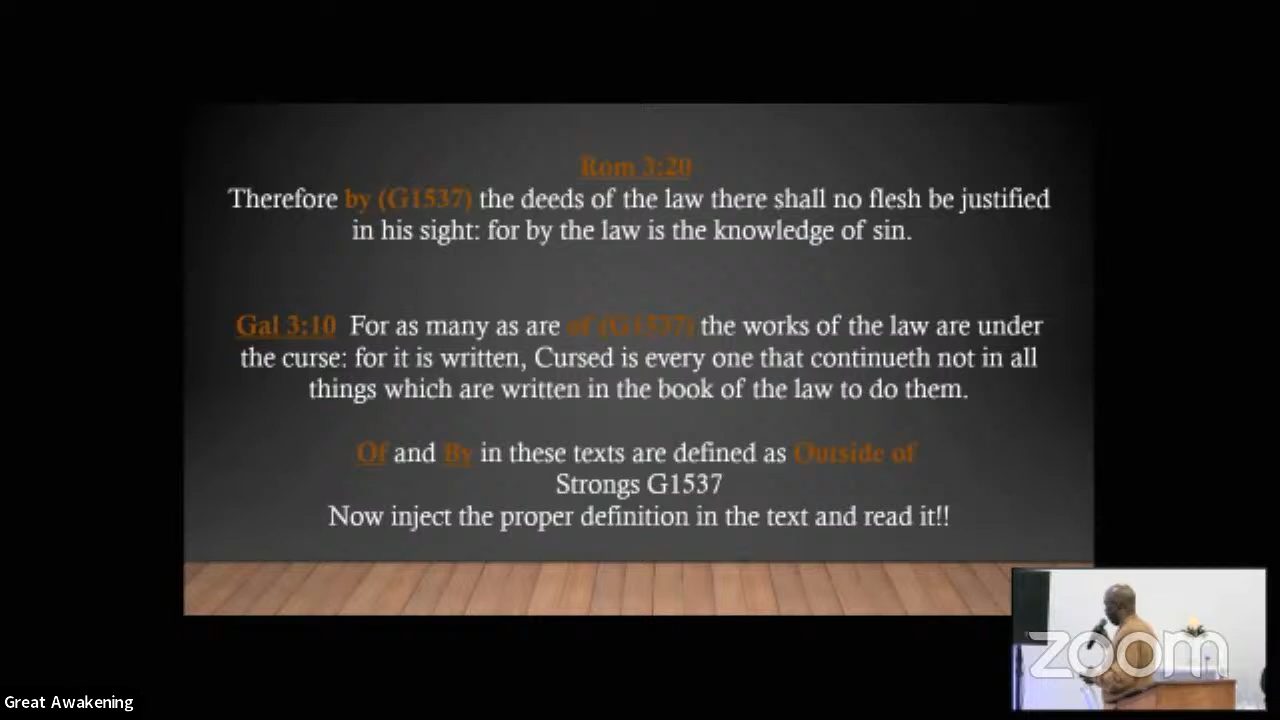 Rom 3:20
Therefore by (G1537) the deeds of the law there shall no flesh be justified
in his sight: for by the law is the knowledge of sin.
Gal 3:10 For as many as are of (G1537) the works of the law are under
the curse: for it is written, Cursed is every one that continueth not in all
things which are written in the book of the law to do them.
Of and By in these texts are defined as Outside of
Strongs G1537
Now inject the proper definition in the text and read it!!
zoom
Great Awakening